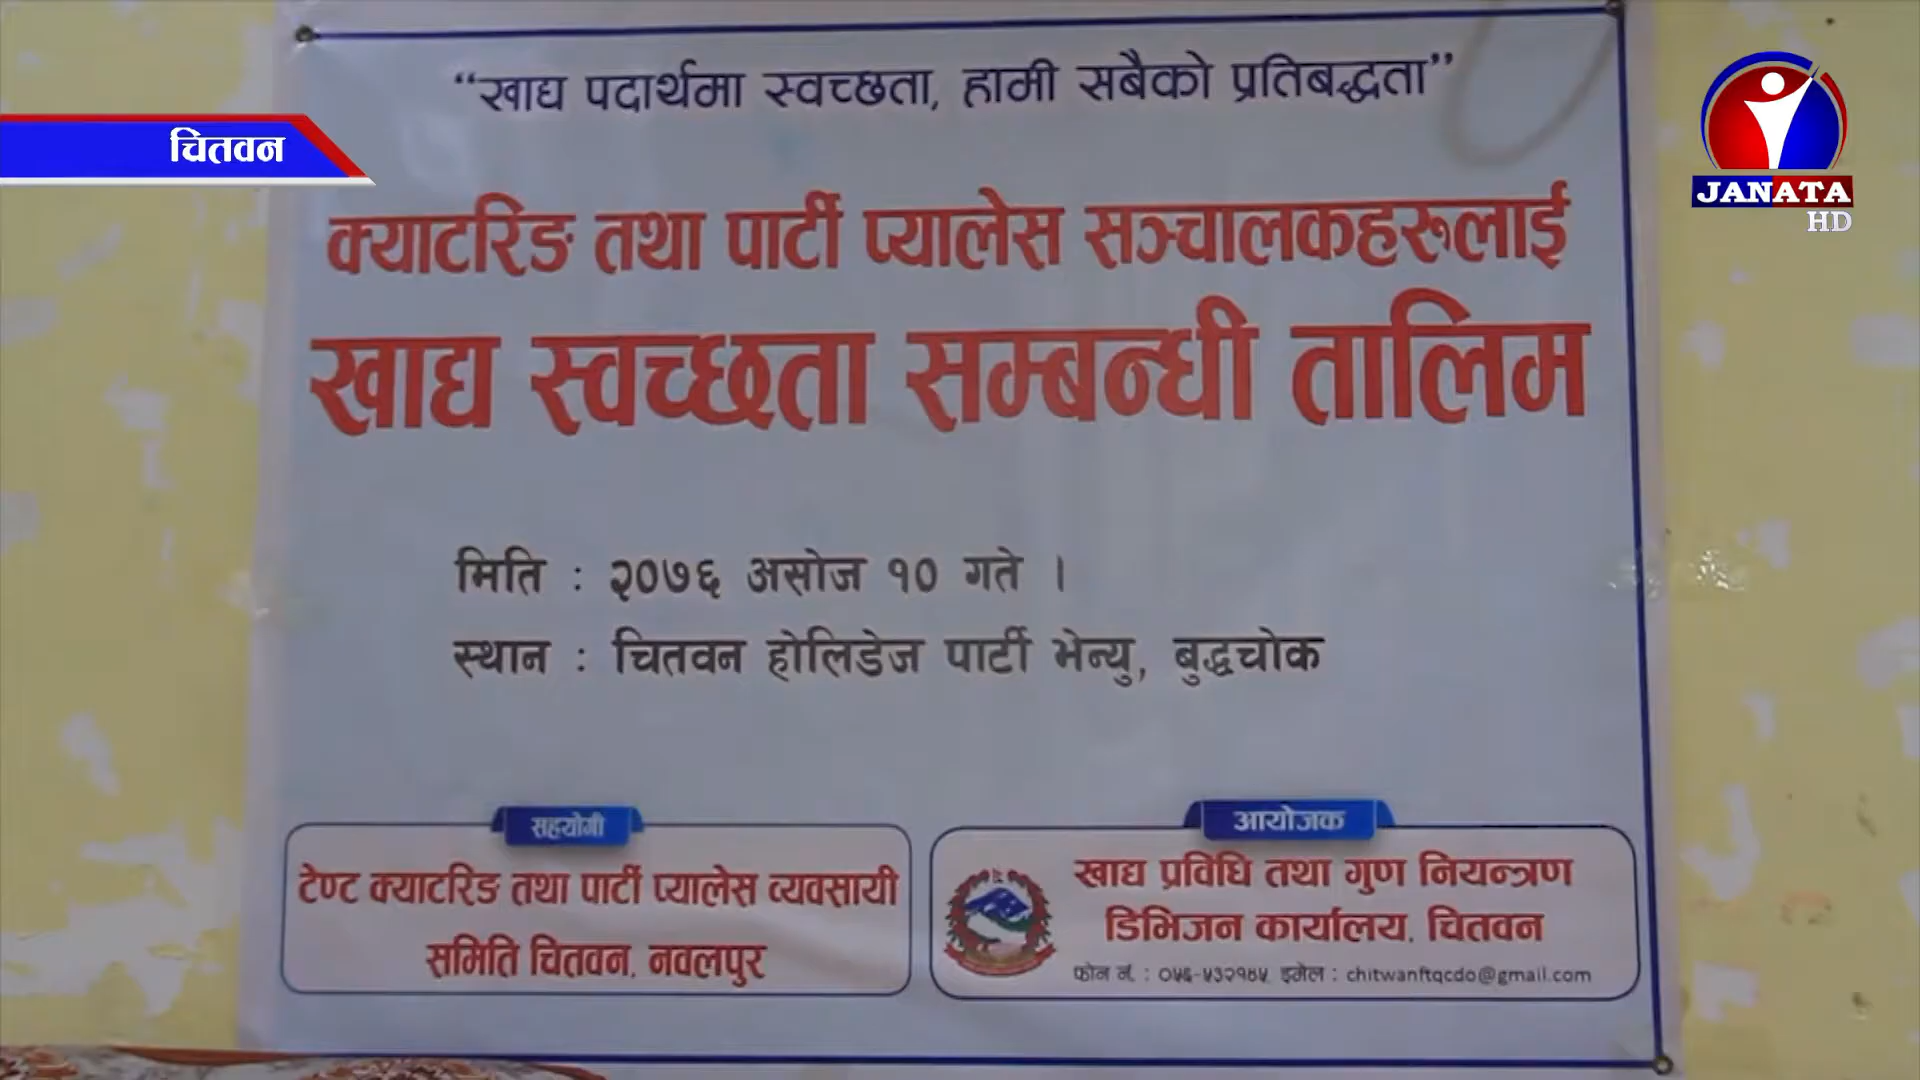 “खाद्य पदार्थमा स्वच्छता, हामी सबैको प्रतिबद्धता”
चितवन
JANATA
HD
क्याटरिङ तथा पार्टी प्यालेस सञ्चालकहरुलाई
खाद्य स्वच्छता सम्बन्धी तालिम
मिति : २०७६ असोज १० गते ।
स्थान : चितवन होलिडेज पार्टी भेन्यु, बुद्धचोक
सहयोगी
टेण्ट क्याटरिङ तथा पार्टी प्यालेस व्यवसायी
समिति चितवन, नवलपुर
आयोजक
खाद्य प्रविधि तथा गुण नियन्त्रण
डिभिजन कार्यालय, चितवन
फोन नं. : ०५६-५३२१४५, इमेल : chitwanftqcdo@gmail.com